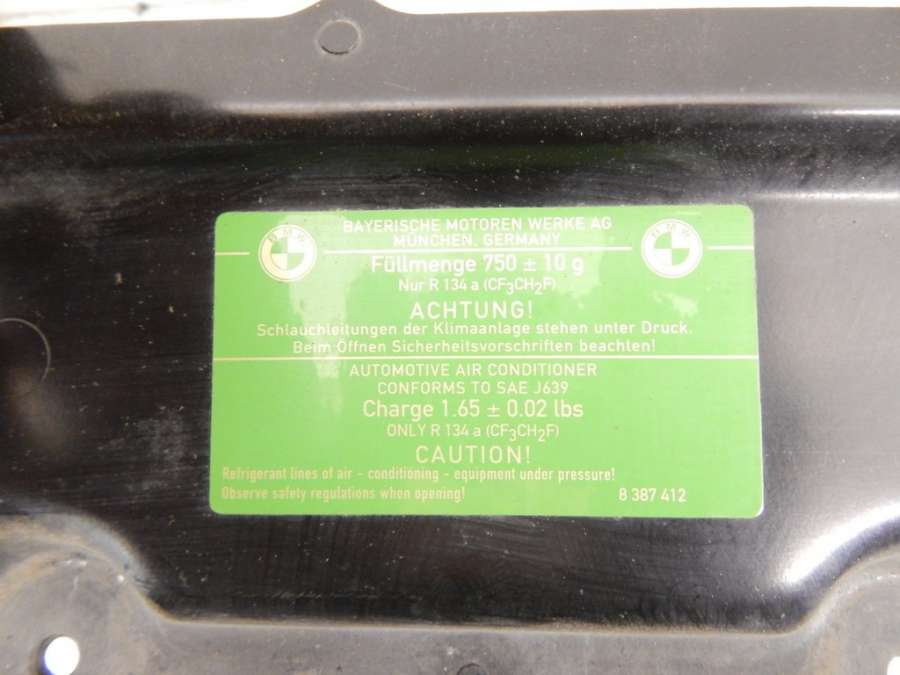 BAYERISCHE MOTOREN WERKE AG
MÜNCHEN, GERMANY
BMW
BMW
Füllmenge 750 ± 10 g
Nur R 134 a (CF3CH2F)
ACHTUNG!
Schlauchleitungen der Klimaanlage stehen unter Druck.
Beim Öffnen Sicherheitsvorschriften beachten!
AUTOMOTIVE AIR CONDITIONER
CONFORMS TO SAE J639
Charge 1.65 ± 0.02 lbs
ONLY R 134 a (CF3CH2F)
CAUTION!
Refrigerant lines of air - conditioning - equipment under pressure!
Observe safety regulations when opening!
8 387 412